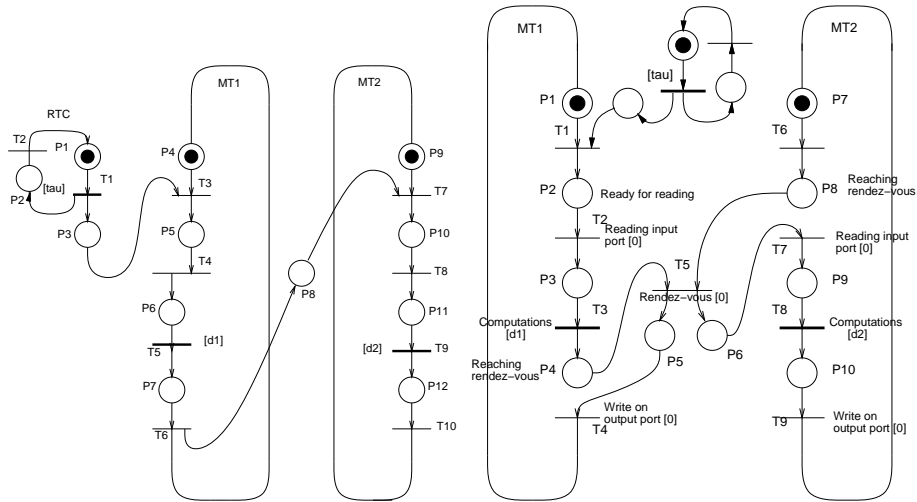 MT1
MT2
RTC
T2
P1
[tau]
T1
P2
P3
P4
T3
P5
T4
P6
T5
[d1]
P7
T6
P8
P9
T7
P10
T8
P11
[d2]
T9
P12
T10
MT1
MT2
[tau]
P1
T1
P2
Ready for reading
T2
Reading input
port [0]
P3
T3
Computations
[d1]
P4
Reaching
rendez-vous
T5
Rendez-vous [0]
P5
P6
Write on
output port [0]
T4
P7
T6
P8
Reaching
rendez-vous
Reading input
port [0]
T7
P9
T8
Computations
[d2]
P10
T9
Write on
output port [0]